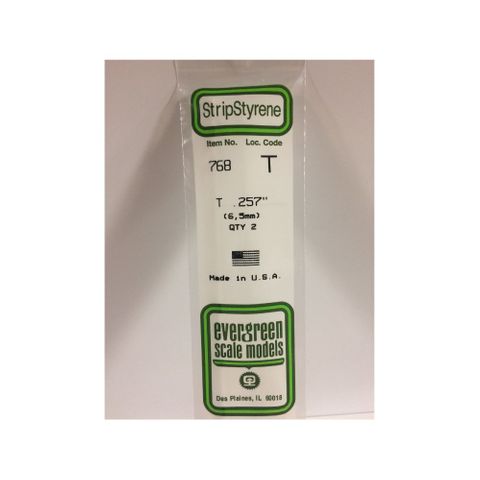 StripStyrene
Item No. Loc. Code
768 T
T .257"
(6,5mm)
QTY 2
Made in U.S.A.
evergreen
scale models
Des Plaines, IL 60018